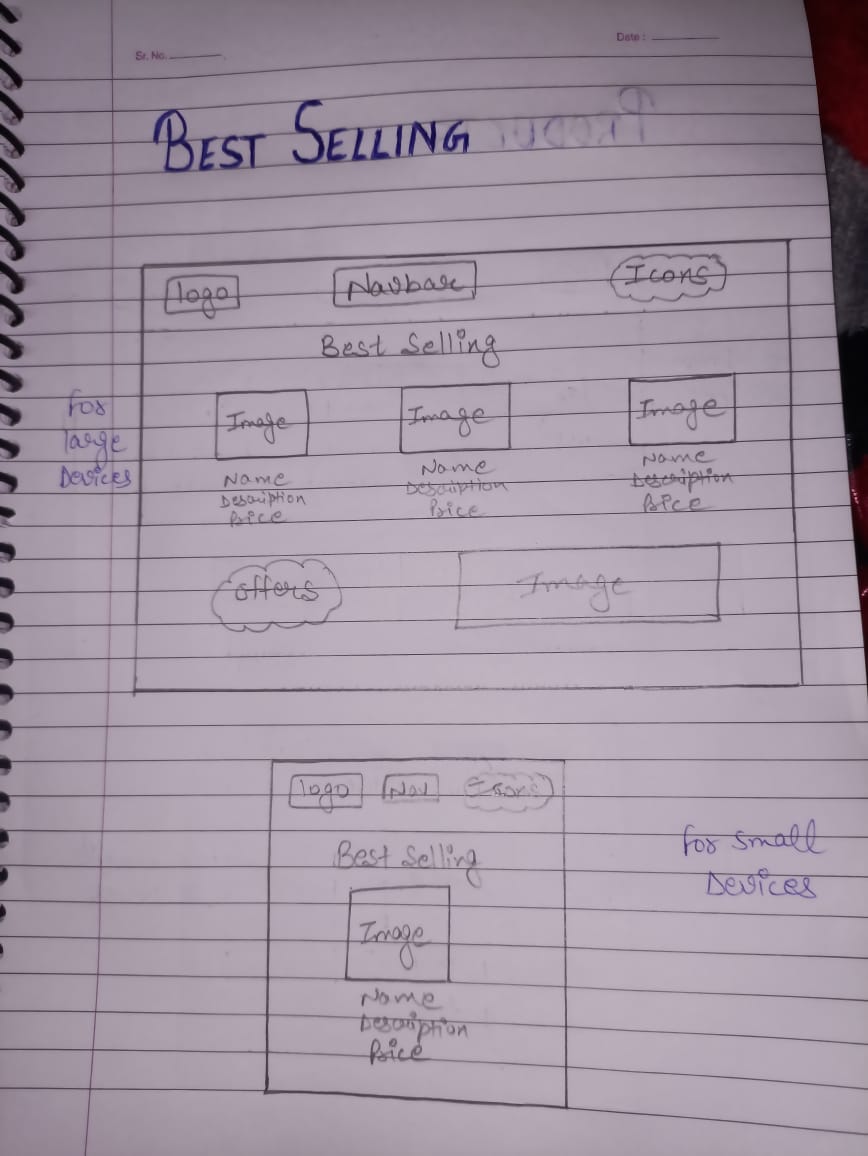 Sr. No.
Date :
BEST SELLING
logo Navbar Icons
Best Selling
For
large
Devices
Image Image Image
Name Name Name
Description Description Description
Price Price Price
offers Image
logo Nav Icons
Best Selling
for small
Devices
Image
Name
Description
Price